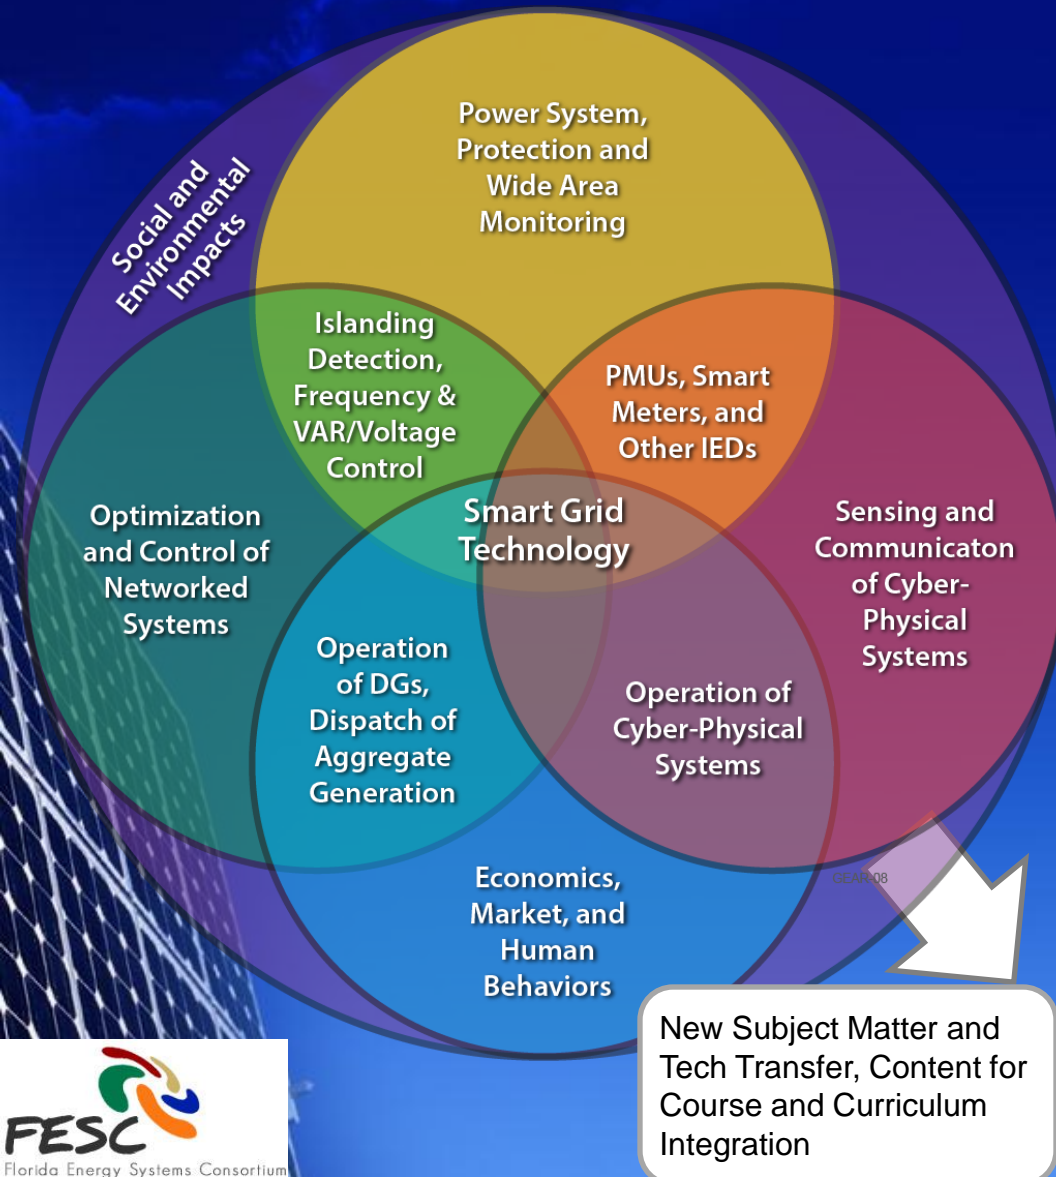 Power System,
Protection and
Wide Area
Monitoring
Social and
Environmental
Impacts
Islanding
Detection,
Frequency &
VAR/Voltage
Control
PMUs, Smart
Meters, and
Other IEDs
Smart Grid
Technology
Optimization
and Control of
Networked
Systems
Sensing and
Communicaton
of Cyber-
Physical
Systems
Operation
of DGs,
Dispatch of
Aggregate
Generation
Operation of
Cyber-Physical
Systems
Economics,
Market, and
Human
Behaviors
New Subject Matter and
Tech Transfer, Content for
Course and Curriculum
Integration
FESC
Florida Energy Systems Consortium